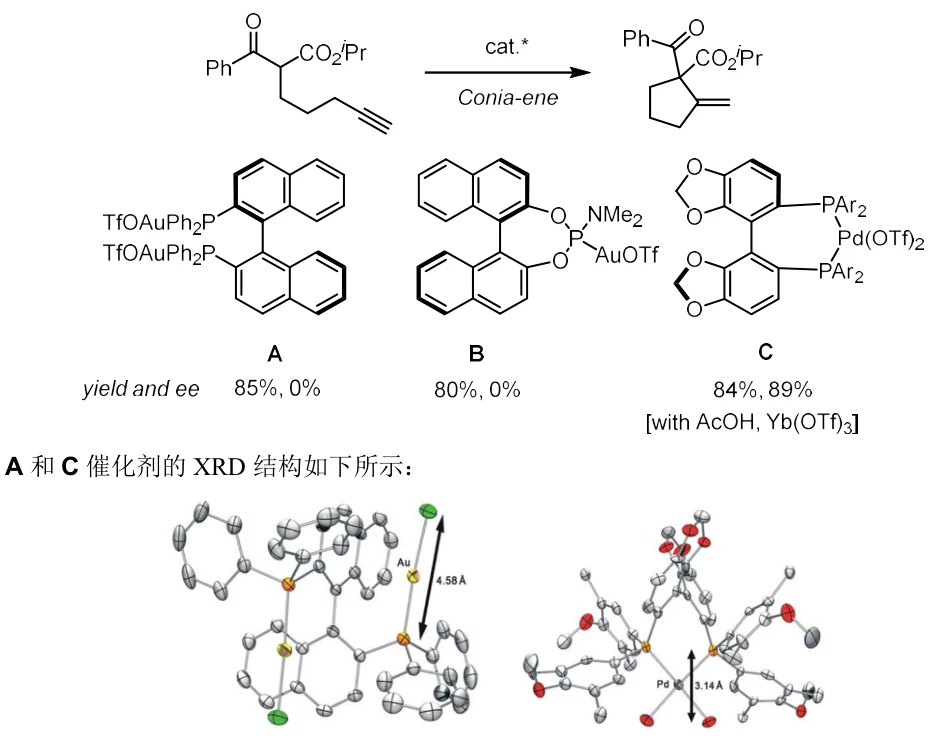 O
CO₂ⁱPr
Ph
cat.*
Conia-ene
O
Ph
CO₂ⁱPr
TfOAuPh₂P
TfOAuPh₂P
O
NMe₂
P
O
AuOTf
O
O
PAr₂
Pd(OTf)₂
O
PAr₂
O
A
B
C
yield and ee 85%, 0% 80%, 0% 84%, 89%
[with AcOH, Yb(OTf)₃]
A 和 C 催化剂的 XRD 结构如下所示：
Au
4.58 Å
Pd
3.14 Å